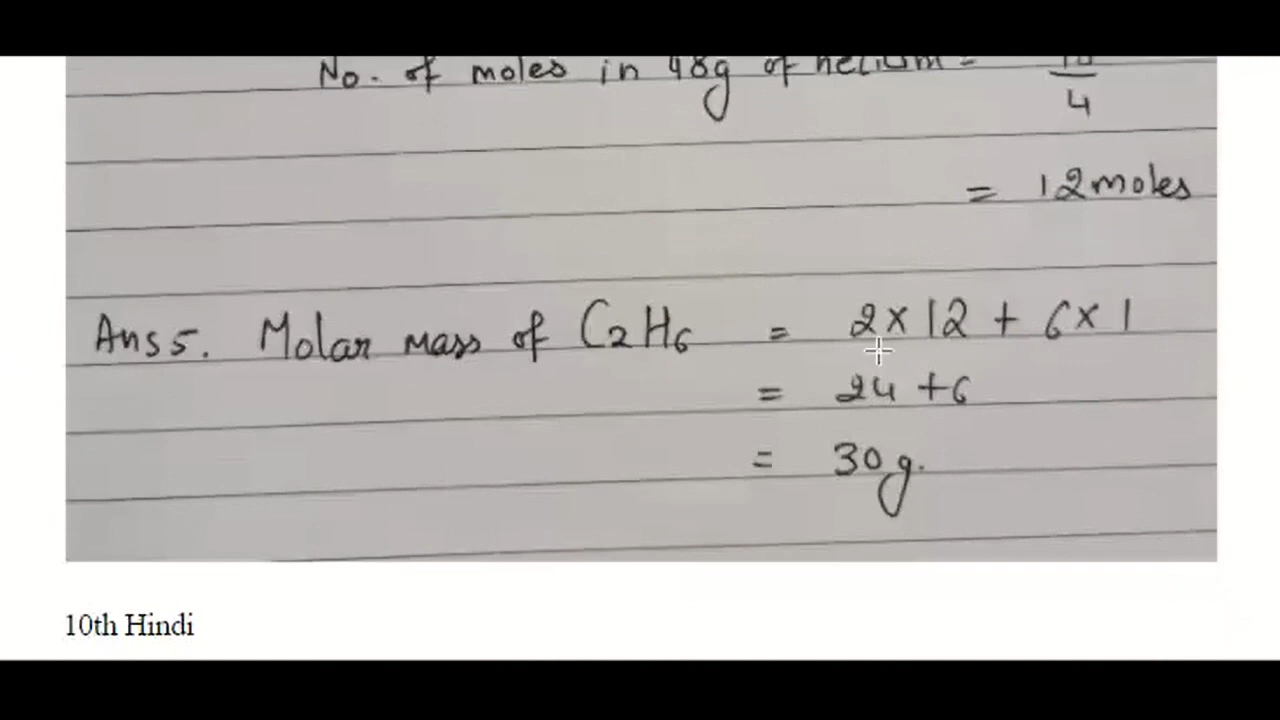 No. of moles in 48g of helium =
4
= 12 moles
Ans 5. Molar mass of C₂H₆ = 2 × 12 + 6 × 1
= 24 + 6
= 30 g.
10th Hindi